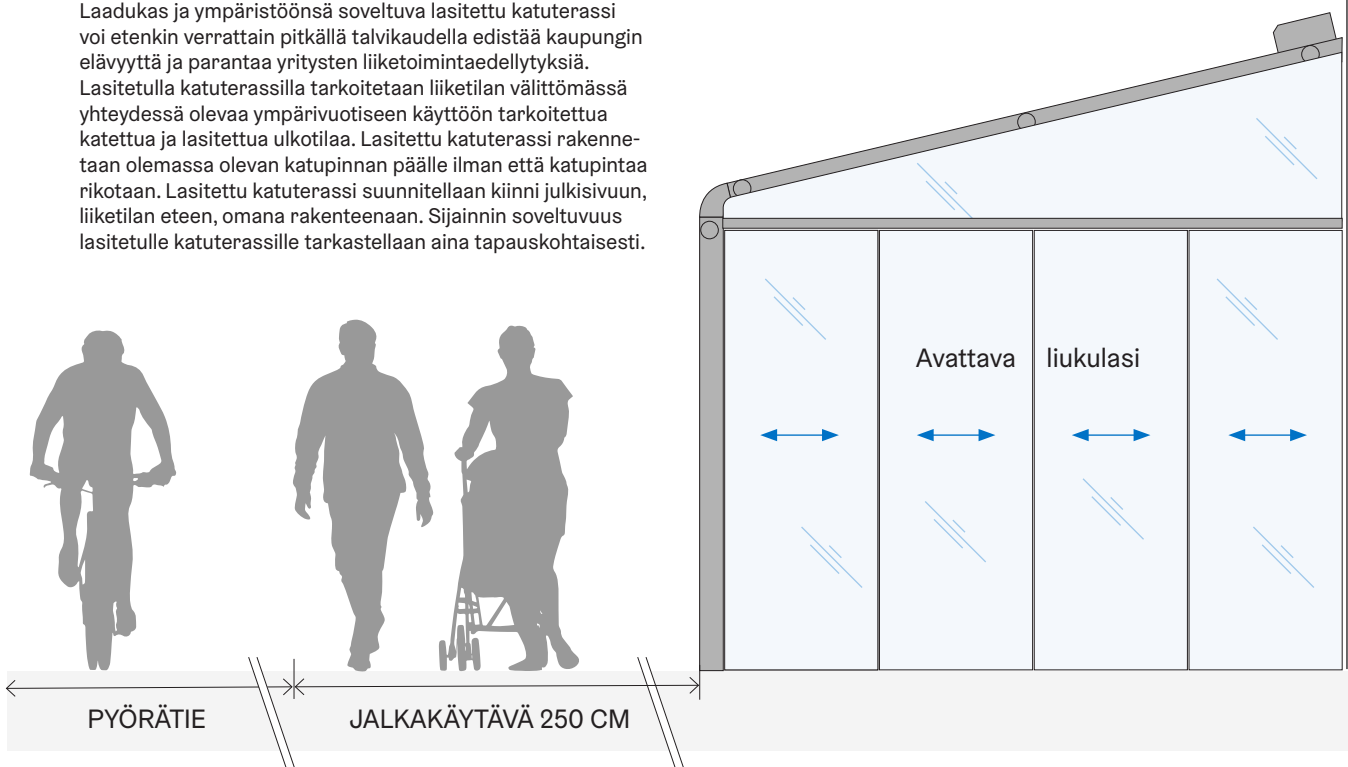 Laadukas ja ympäristöönsä soveltuva lasitettu katuterassi
voi etenkin verrattain pitkällä talvikaudella edistää kaupungin
elävyyttä ja parantaa yritysten liiketoimintaedellytyksiä.
Lasitetulla katuterassilla tarkoitetaan liiketilan välittömässä
yhteydessä olevaa ympärivuotiseen käyttöön tarkoitettua
katettua ja lasitettua ulkotilaa. Lasitettu katuterassi rakenne-
taan olemassa olevan katupinnan päälle ilman että katupintaa
rikotaan. Lasitettu katuterassi suunnitellaan kiinni julkisivuun,
liiketilan eteen, omana rakenteenaan. Sijainnin soveltuvuus
lasitetulle katuterassille tarkastellaan aina tapauskohtaisesti.
Avattava liukulasi
PYÖRÄTIE
JALKAKÄYTÄVÄ 250 CM